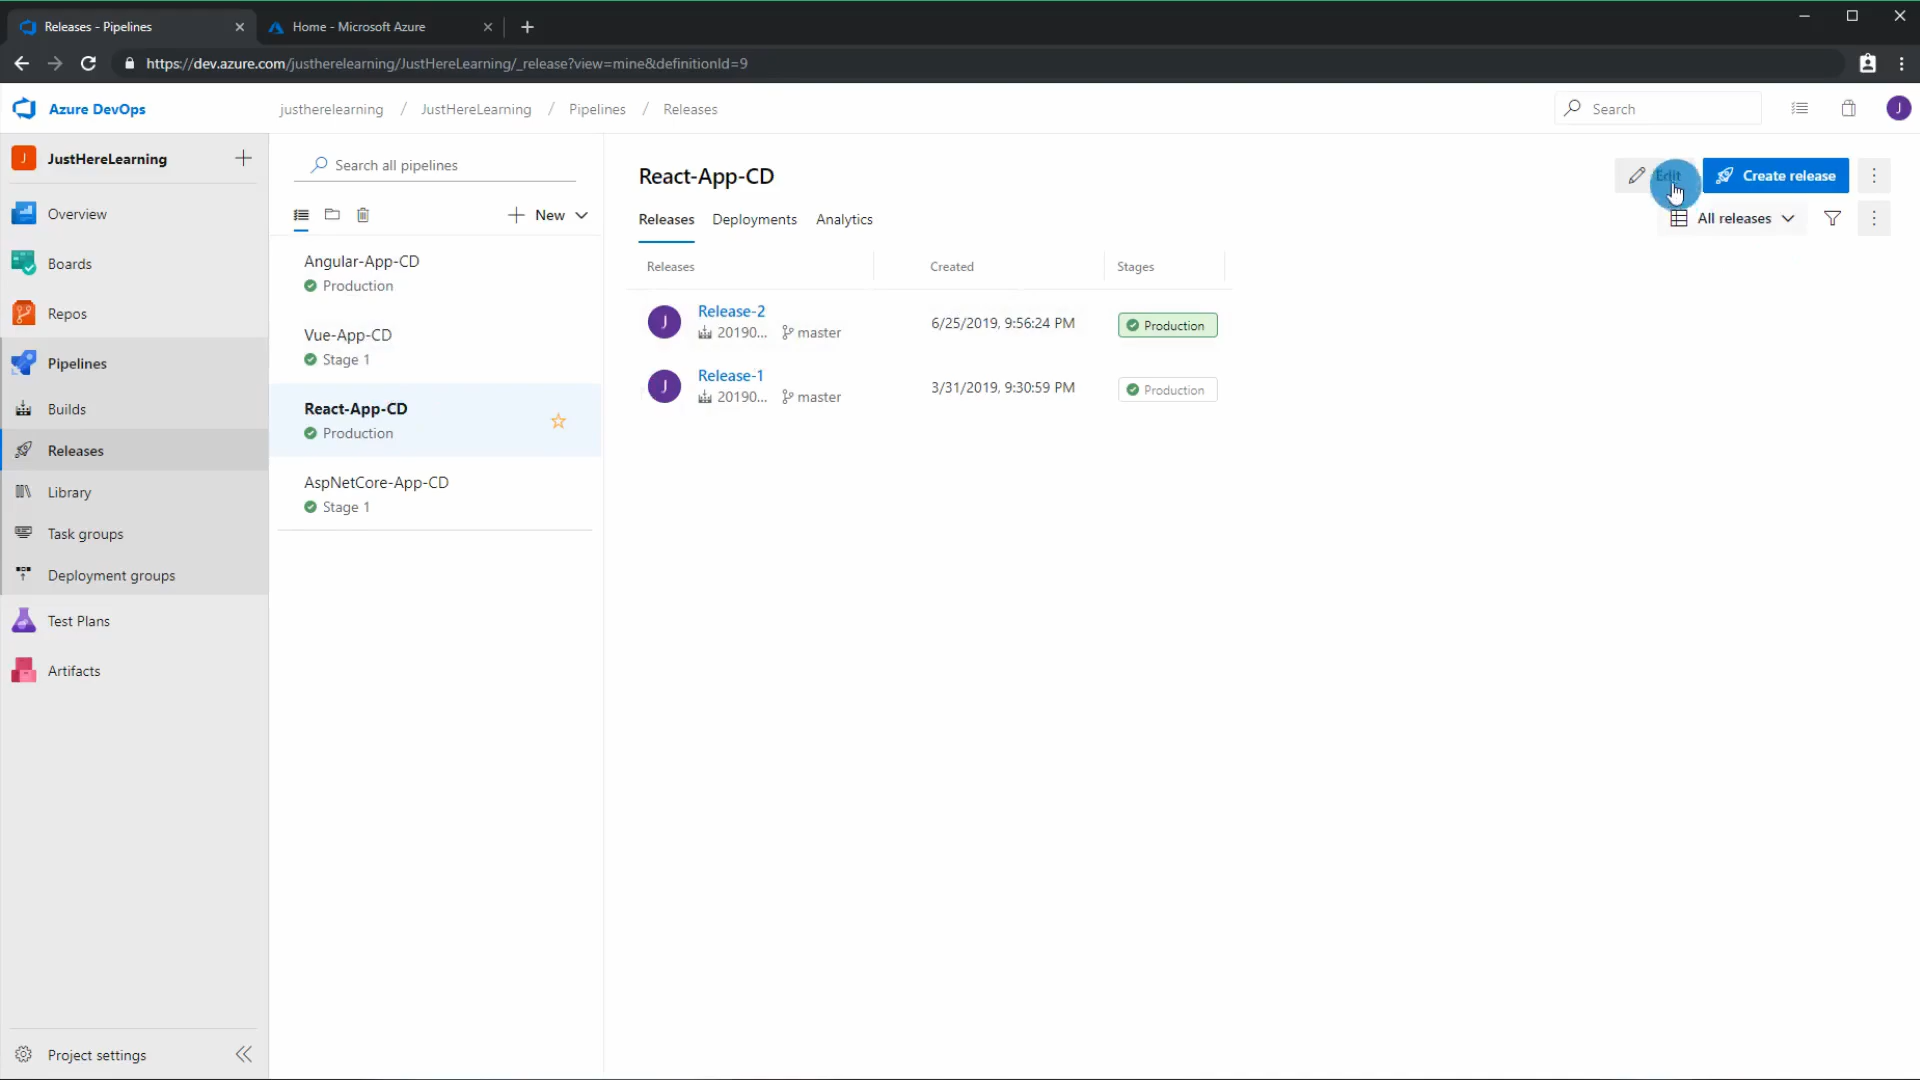 Releases - Pipelines
Home - Microsoft Azure
https://dev.azure.com/justherelearning/JustHereLearning/_release?view=mine&definitionId=9
Azure DevOps
justherelearning / JustHereLearning / Pipelines / Releases
Search
J
J
JustHereLearning
Overview
Boards
Repos
Pipelines
Builds
Releases
Library
Task groups
Deployment groups
Test Plans
Artifacts
Project settings
Search all pipelines
New
Angular-App-CD
Production
Vue-App-CD
Stage 1
React-App-CD
Production
AspNetCore-App-CD
Stage 1
React-App-CD
Edit
Create release
Releases Deployments Analytics
All releases
Releases Created Stages
J
Release-2
20190... master
6/25/2019, 9:56:24 PM
Production
J
Release-1
20190... master
3/31/2019, 9:30:59 PM
Production